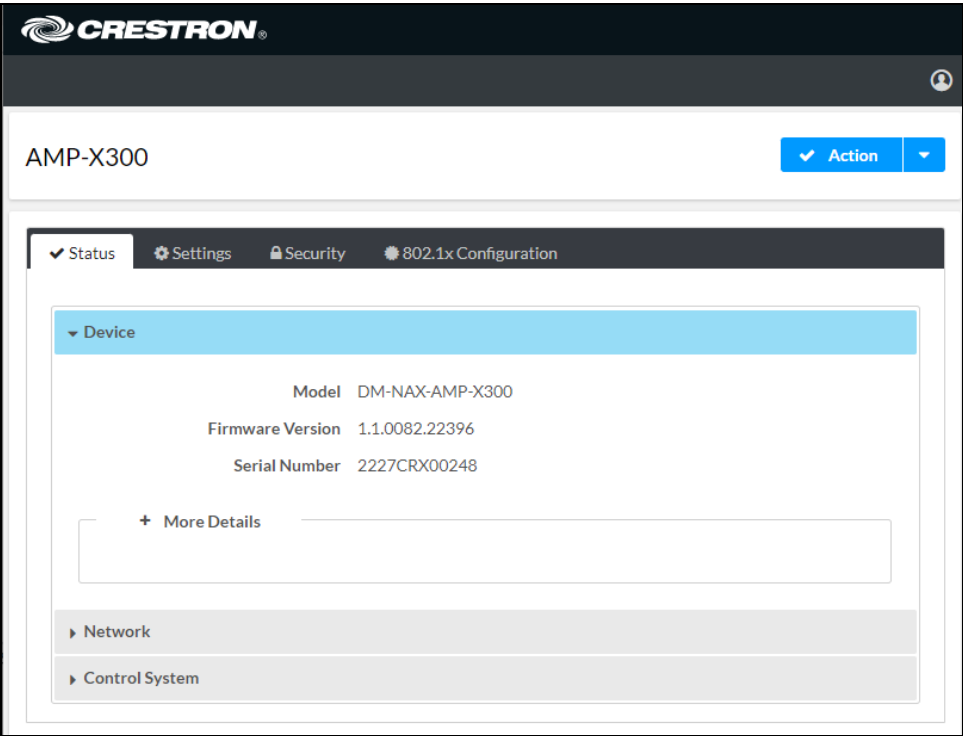 CRESTRON®
AMP-X300
Action
Status Settings Security 802.1x Configuration
Device
Model DM-NAX-AMP-X300
Firmware Version 1.1.0082.22396
Serial Number 2227CRX00248
+ More Details
Network
Control System